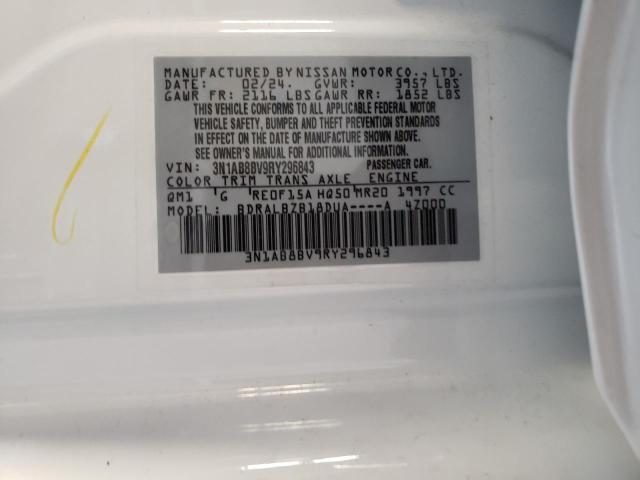 MANUFACTURED BY NISSAN MOTOR CO., LTD.
DATE: 02/24 GVWR: 3957 LBS
GAWR FR: 2116 LBS GAWR RR: 1852 LBS
THIS VEHICLE CONFORMS TO ALL APPLICABLE FEDERAL MOTOR
VEHICLE SAFETY, BUMPER AND THEFT PREVENTION STANDARDS
IN EFFECT ON THE DATE OF MANUFACTURE SHOWN ABOVE.
SEE OWNER'S MANUAL FOR ADDITIONAL INFORMATION.
VIN: 3N1AB8BV9RY296843 PASSENGER CAR.
COLOR TRIM TRANS AXLE ENGINE
QM1 G RE0F15A HQ50 MR20 1997 CC
MODEL: BDRALBZB18DUA----A 4Z000
3N1AB8BV9RY296843